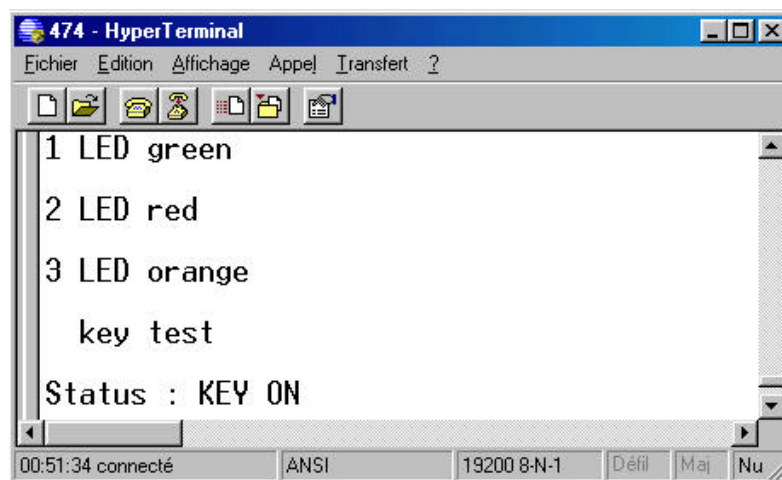 474 - HyperTerminal
Fichier Edition Affichage Appel Transfert ?
1 LED green
2 LED red
3 LED orange
key test
Status : KEY ON
00:51:34 connecté ANSI 19200 8-N-1 Défil Maj Nu